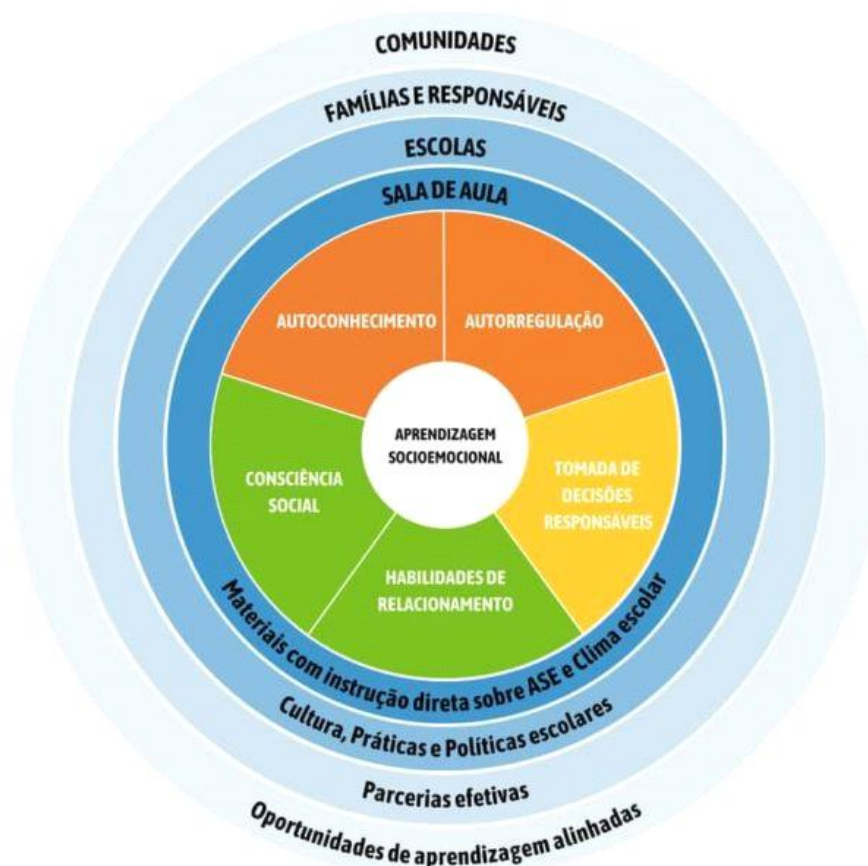 COMUNIDADES
FAMÍLIAS E RESPONSÁVEIS
ESCOLAS
SALA DE AULA
AUTOCONHECIMENTO
AUTORREGULAÇÃO
APRENDIZAGEM
SOCIOEMOCIONAL
CONSCIÊNCIA
SOCIAL
TOMADA DE
DECISÕES
RESPONSÁVEIS
HABILIDADES DE
RELACIONAMENTO
Materiais com instrução direta sobre ASE e Clima escolar
Cultura, Práticas e Políticas escolares
Parcerias efetivas
Oportunidades de aprendizagem alinhadas